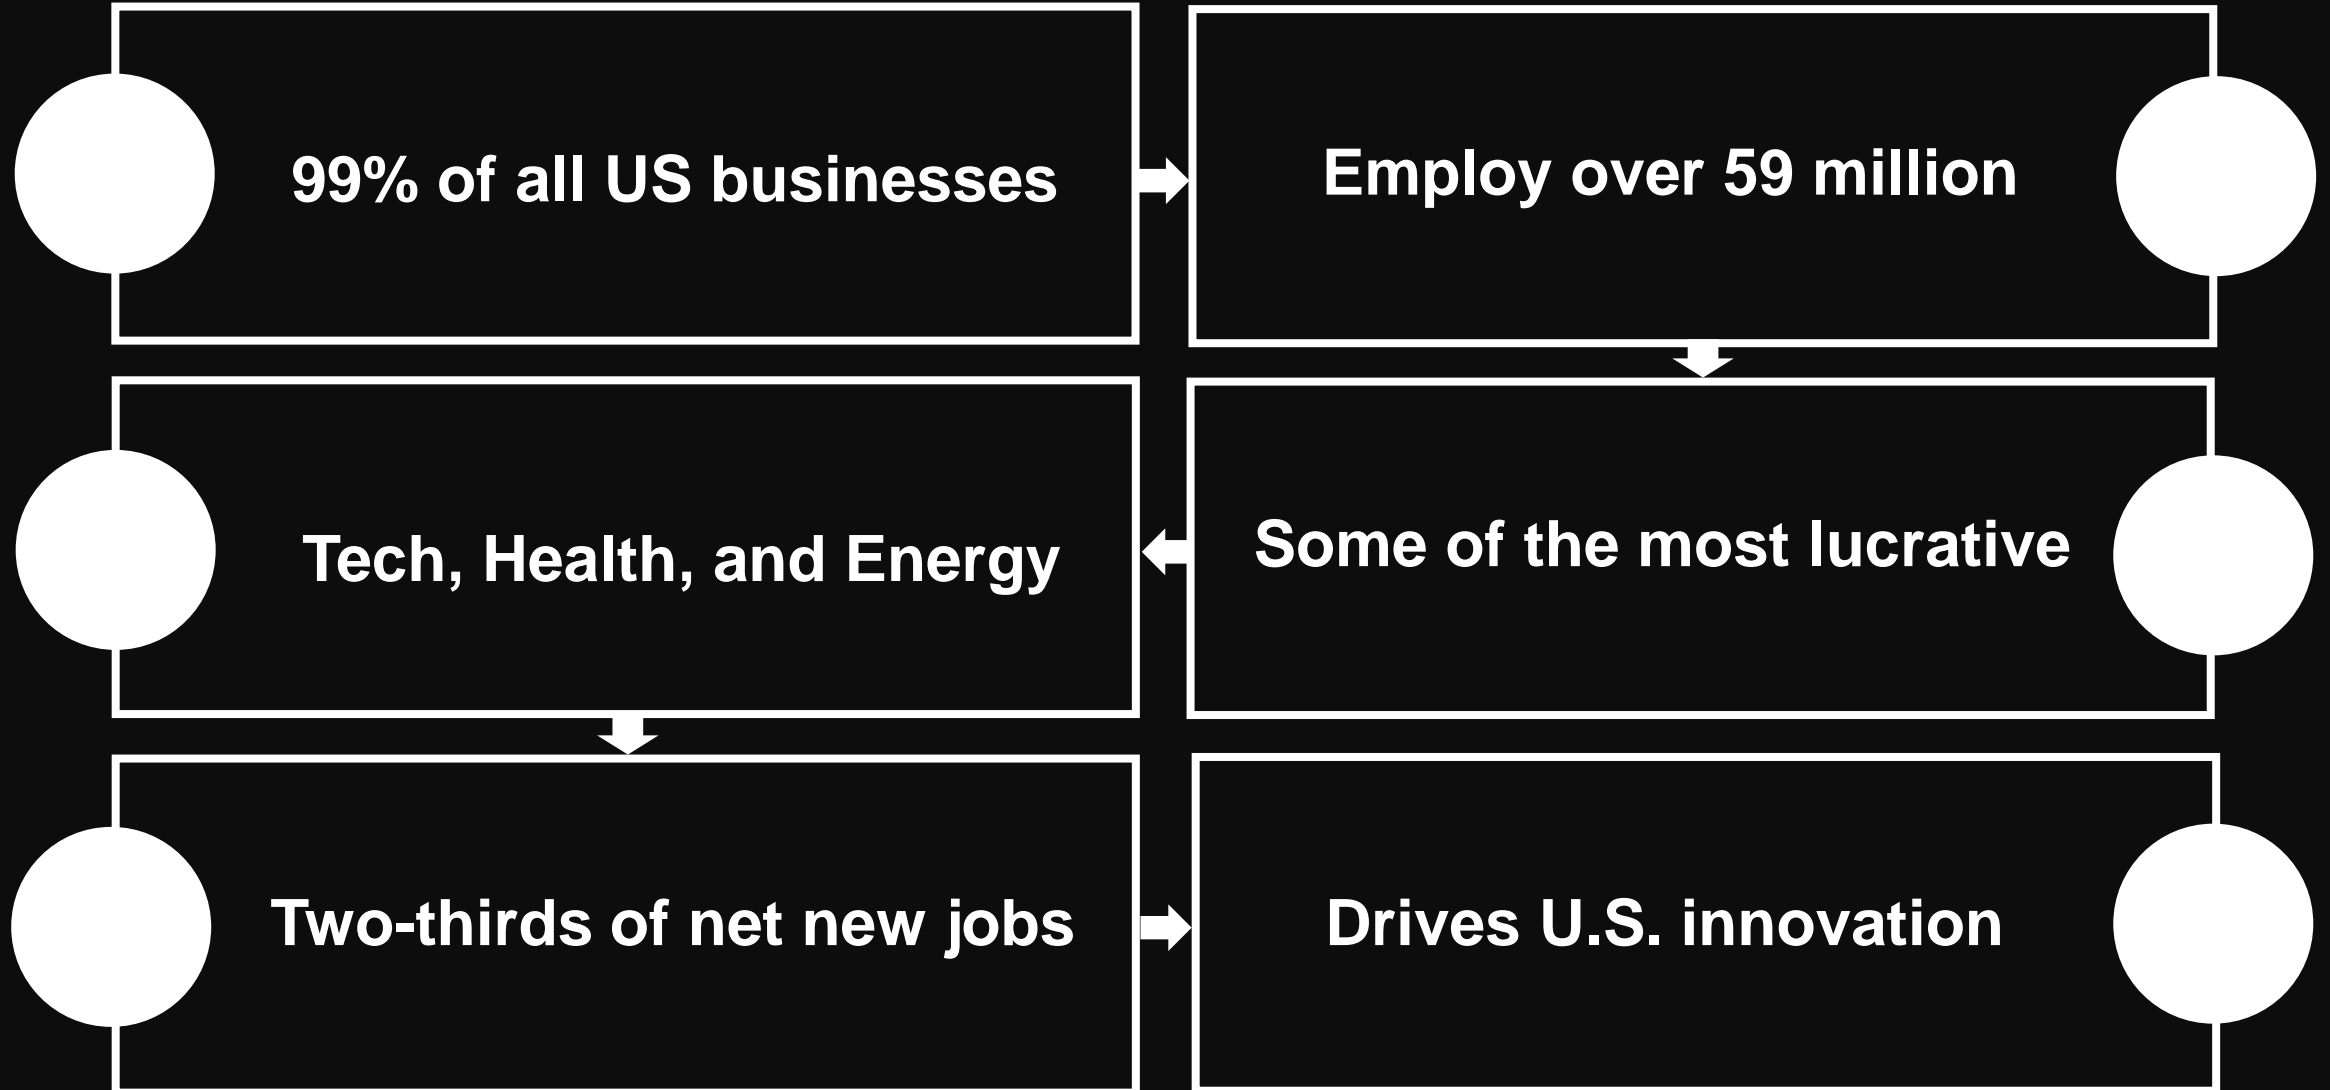 99% of all US businesses
Employ over 59 million
Some of the most lucrative
Tech, Health, and Energy
Two-thirds of net new jobs
Drives U.S. innovation